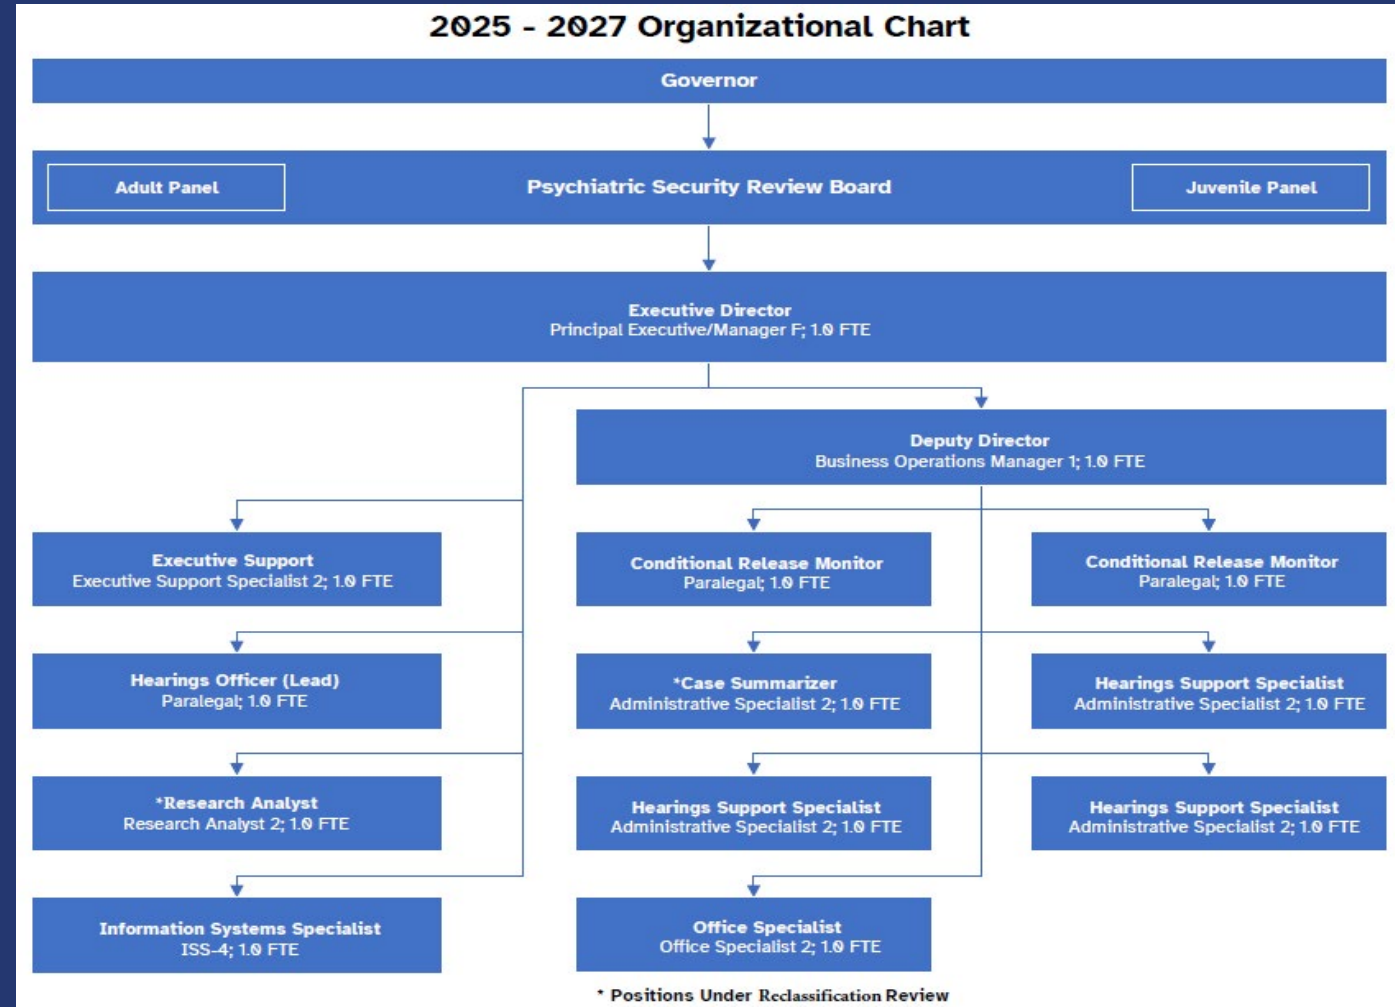 2025 - 2027 Organizational Chart
Governor
Adult Panel
Psychiatric Security Review Board
Juvenile Panel
Executive Director
Principal Executive/Manager F; 1.0 FTE
Deputy Director
Business Operations Manager 1; 1.0 FTE
Executive Support
Executive Support Specialist 2; 1.0 FTE
Conditional Release Monitor
Paralegal; 1.0 FTE
Conditional Release Monitor
Paralegal; 1.0 FTE
Hearings Officer (Lead)
Paralegal; 1.0 FTE
*Case Summarizer
Administrative Specialist 2; 1.0 FTE
Hearings Support Specialist
Administrative Specialist 2; 1.0 FTE
*Research Analyst
Research Analyst 2; 1.0 FTE
Hearings Support Specialist
Administrative Specialist 2; 1.0 FTE
Hearings Support Specialist
Administrative Specialist 2; 1.0 FTE
Information Systems Specialist
ISS-4; 1.0 FTE
Office Specialist
Office Specialist 2; 1.0 FTE
* Positions Under Reclassification Review